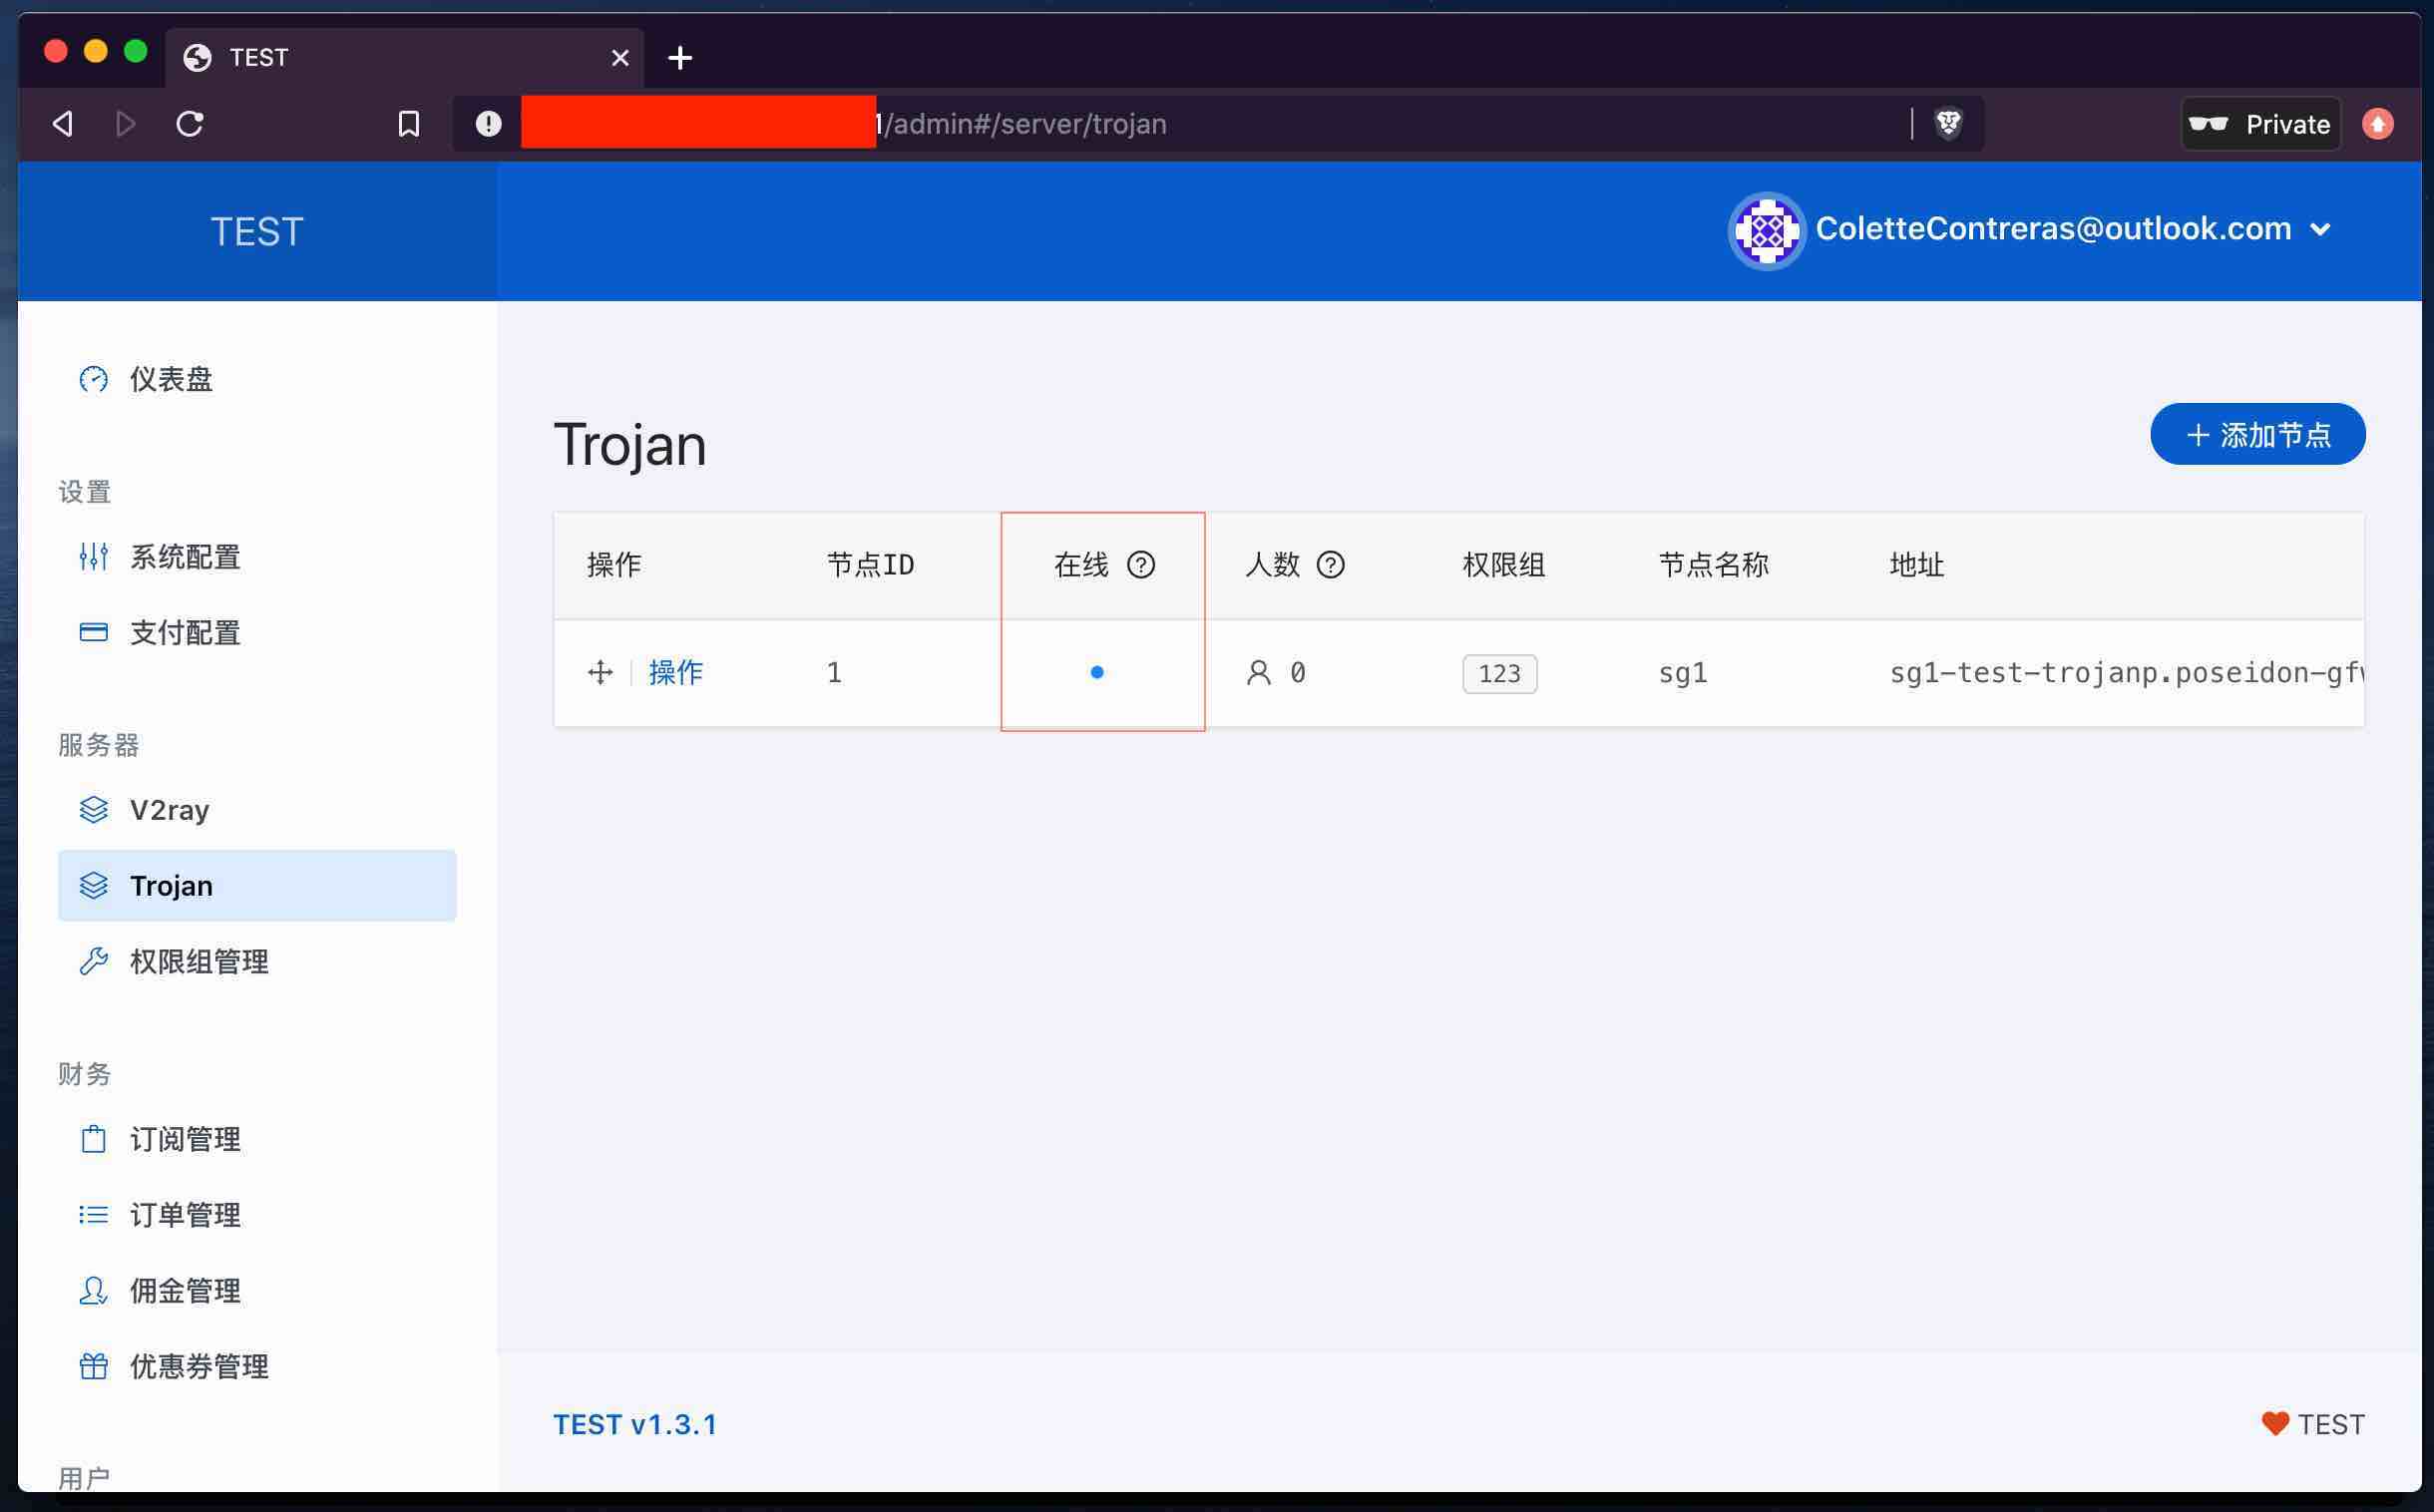 TEST
/admin#/server/trojan
Private
TEST
ColetteContreras@outlook.com
仪表盘
设置
系统配置
支付配置
服务器
V2ray
Trojan
权限组管理
财务
订阅管理
订单管理
佣金管理
优惠券管理
用户
Trojan
添加节点
操作 节点ID 在线 人数 权限组 节点名称 地址
操作 1 0 123 sg1 sg1-test-trojanp.poseidon-gf
TEST v1.3.1
TEST